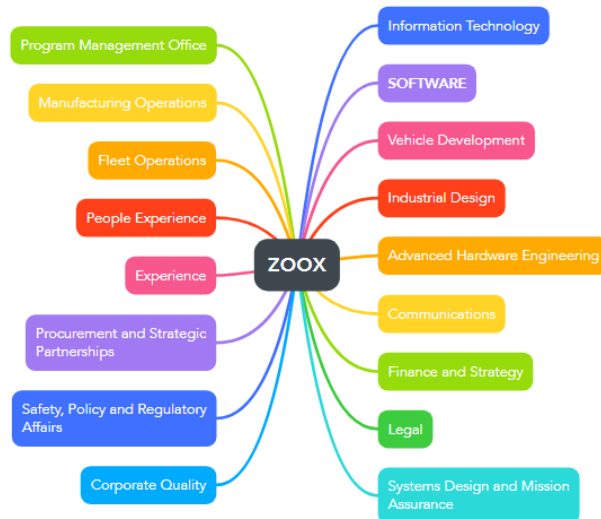 Program Management Office
Manufacturing Operations
Fleet Operations
People Experience
Experience
Procurement and Strategic
Partnerships
Safety, Policy and Regulatory
Affairs
Corporate Quality
ZOOX
Information Technology
SOFTWARE
Vehicle Development
Industrial Design
Advanced Hardware Engineering
Communications
Finance and Strategy
Legal
Systems Design and Mission
Assurance